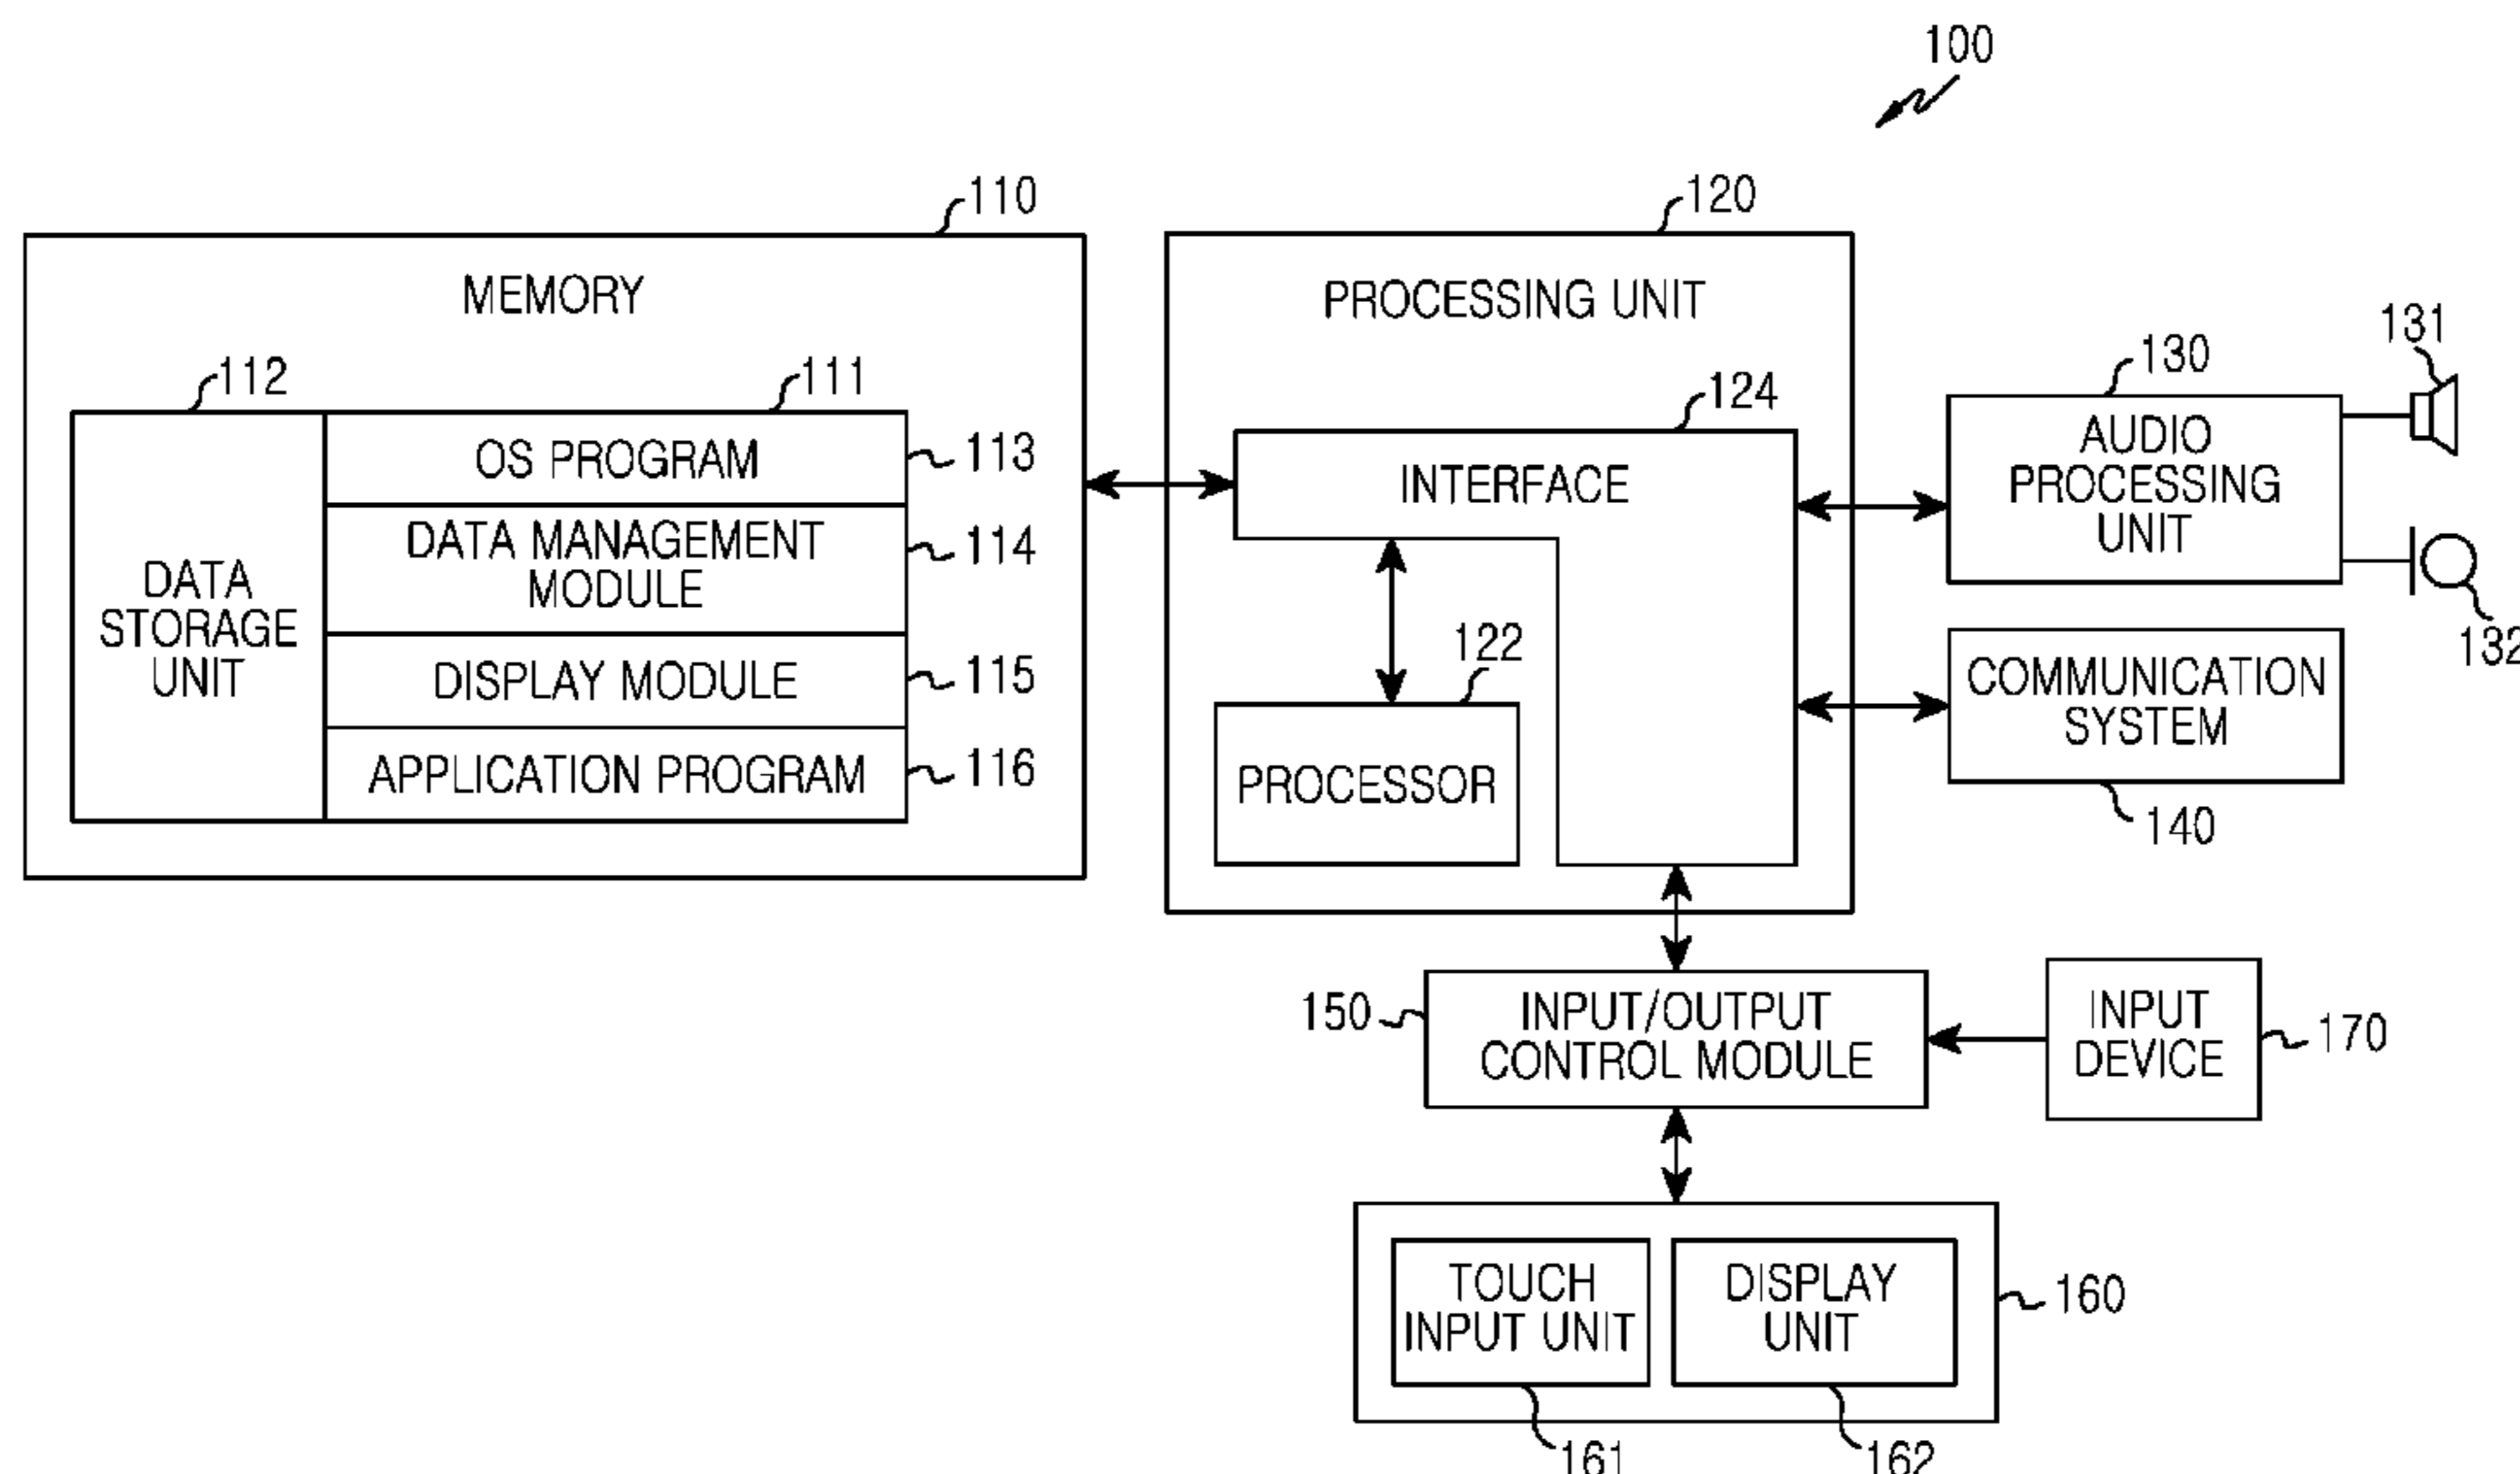 100
110
MEMORY
112
111
DATA
STORAGE
UNIT
OS PROGRAM
113
DATA MANAGEMENT
MODULE
114
DISPLAY MODULE
115
APPLICATION PROGRAM
116
120
PROCESSING UNIT
124
INTERFACE
122
PROCESSOR
130
AUDIO
PROCESSING
UNIT
131
132
COMMUNICATION
SYSTEM
140
150
INPUT/OUTPUT
CONTROL MODULE
INPUT
DEVICE
170
TOUCH
INPUT UNIT
DISPLAY
UNIT
160
161
162